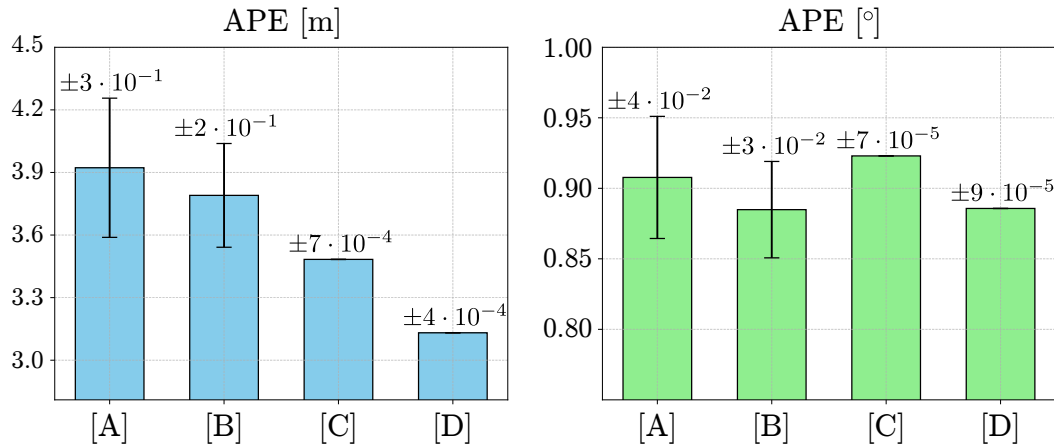 APE [m]
4.5
4.2
3.9
3.6
3.3
3.0
±3 · 10⁻¹
±2 · 10⁻¹
±7 · 10⁻⁴
±4 · 10⁻⁴
[A] [B] [C] [D]
APE [°]
1.00
0.95
0.90
0.85
0.80
±4 · 10⁻²
±3 · 10⁻²
±7 · 10⁻⁵
±9 · 10⁻⁵
[A] [B] [C] [D]